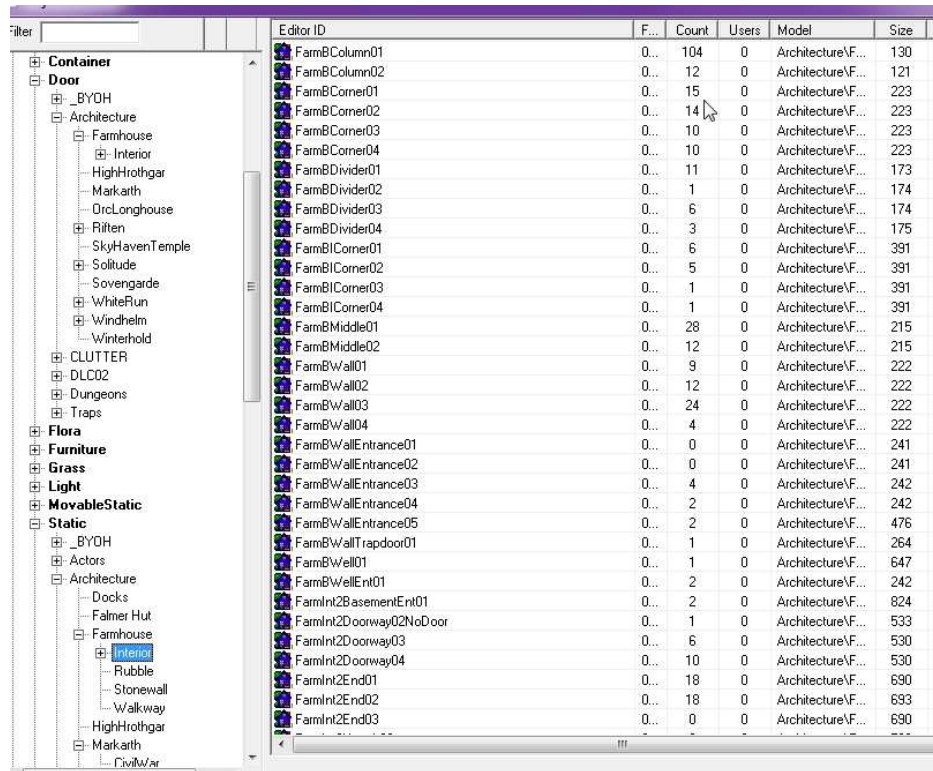 Filter
Container
Door
_BYOH
Architecture
Farmhouse
Interior
HighHrothgar
Markarth
OrcLonghouse
Riften
SkyHavenTemple
Solitude
Sovengarde
WhiteRun
Windhelm
Winterhold
CLUTTER
DLC02
Dungeons
Traps
Flora
Furniture
Grass
Light
MovableStatic
Static
_BYOH
Actors
Architecture
Docks
Falmer Hut
Farmhouse
Interior
Rubble
Stonewall
Walkway
HighHrothgar
Markarth
CivilWar
Editor ID F... Count Users Model Size
FarmBColumn01 0... 104 0 Architecture\F... 130
FarmBColumn02 0... 12 0 Architecture\F... 121
FarmBCorner01 0... 15 0 Architecture\F... 223
FarmBCorner02 0... 14 0 Architecture\F... 223
FarmBCorner03 0... 10 0 Architecture\F... 223
FarmBCorner04 0... 10 0 Architecture\F... 223
FarmBDivider01 0... 11 0 Architecture\F... 173
FarmBDivider02 0... 1 0 Architecture\F... 174
FarmBDivider03 0... 6 0 Architecture\F... 174
FarmBDivider04 0... 3 0 Architecture\F... 175
FarmBICorner01 0... 6 0 Architecture\F... 391
FarmBICorner02 0... 5 0 Architecture\F... 391
FarmBICorner03 0... 1 0 Architecture\F... 391
FarmBICorner04 0... 1 0 Architecture\F... 391
FarmBMiddle01 0... 28 0 Architecture\F... 215
FarmBMiddle02 0... 12 0 Architecture\F... 215
FarmBWall01 0... 9 0 Architecture\F... 222
FarmBWall02 0... 12 0 Architecture\F... 222
FarmBWall03 0... 24 0 Architecture\F... 222
FarmBWall04 0... 4 0 Architecture\F... 222
FarmBWallEntrance01 0... 0 0 Architecture\F... 241
FarmBWallEntrance02 0... 0 0 Architecture\F... 241
FarmBWallEntrance03 0... 4 0 Architecture\F... 242
FarmBWallEntrance04 0... 2 0 Architecture\F... 242
FarmBWallEntrance05 0... 2 0 Architecture\F... 476
FarmBWallTrapdoor01 0... 1 0 Architecture\F... 264
FarmBWell01 0... 1 0 Architecture\F... 647
FarmBWellEnt01 0... 2 0 Architecture\F... 242
FarmInt2BasementEnt01 0... 2 0 Architecture\F... 824
FarmInt2Doorway02NoDoor 0... 1 0 Architecture\F... 533
FarmInt2Doorway03 0... 6 0 Architecture\F... 530
FarmInt2Doorway04 0... 10 0 Architecture\F... 530
FarmInt2End01 0... 18 0 Architecture\F... 690
FarmInt2End02 0... 18 0 Architecture\F... 693
FarmInt2End03 0... 0 0 Architecture\F... 690